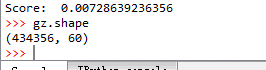 Score:  0.00728639236356
>>> gz.shape
(434356, 60)
>>>